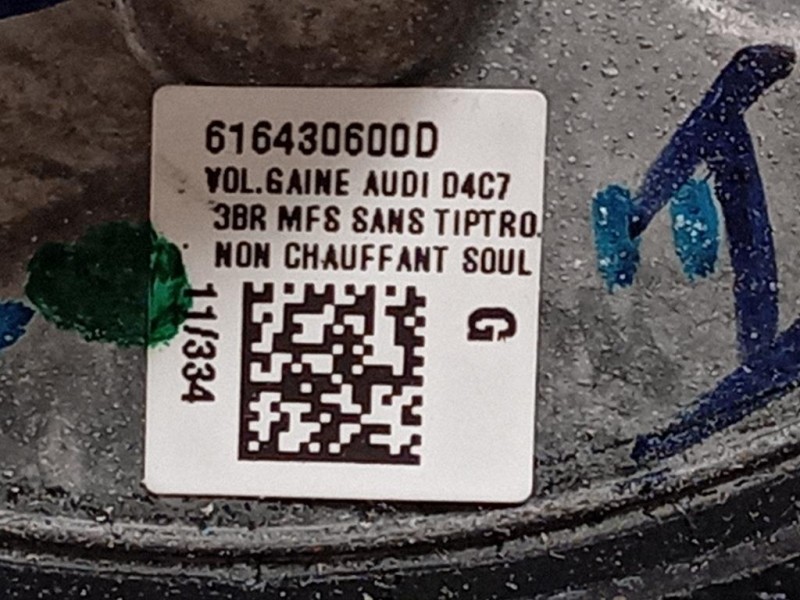 616430600D
VOL.GAINE AUDI D4C7
3BR MFS SANS TIPTRO.
NON CHAUFFANT SOUL
11/334
G